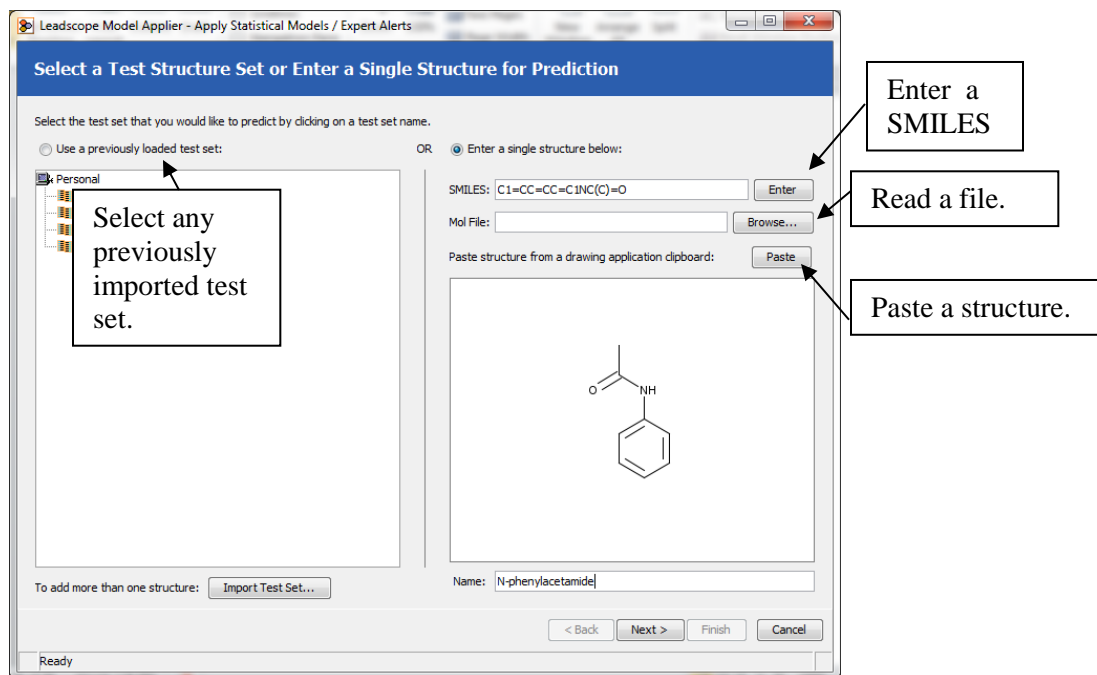 Leadscope Model Applier - Apply Statistical Models / Expert Alerts
Select a Test Structure Set or Enter a Single Structure for Prediction
Select the test set that you would like to predict by clicking on a test set name.
Use a previously loaded test set:
OR
Enter a single structure below:
Personal
Select any
previously
imported test
set.
SMILES: C1=CC=CC=C1NC(C)=O Enter
Mol File: Browse...
Paste structure from a drawing application clipboard: Paste
O
NH
Name: N-phenylacetamide
To add more than one structure: Import Test Set...
< Back Next > Finish Cancel
Ready
Enter a
SMILES
Read a file.
Paste a structure.